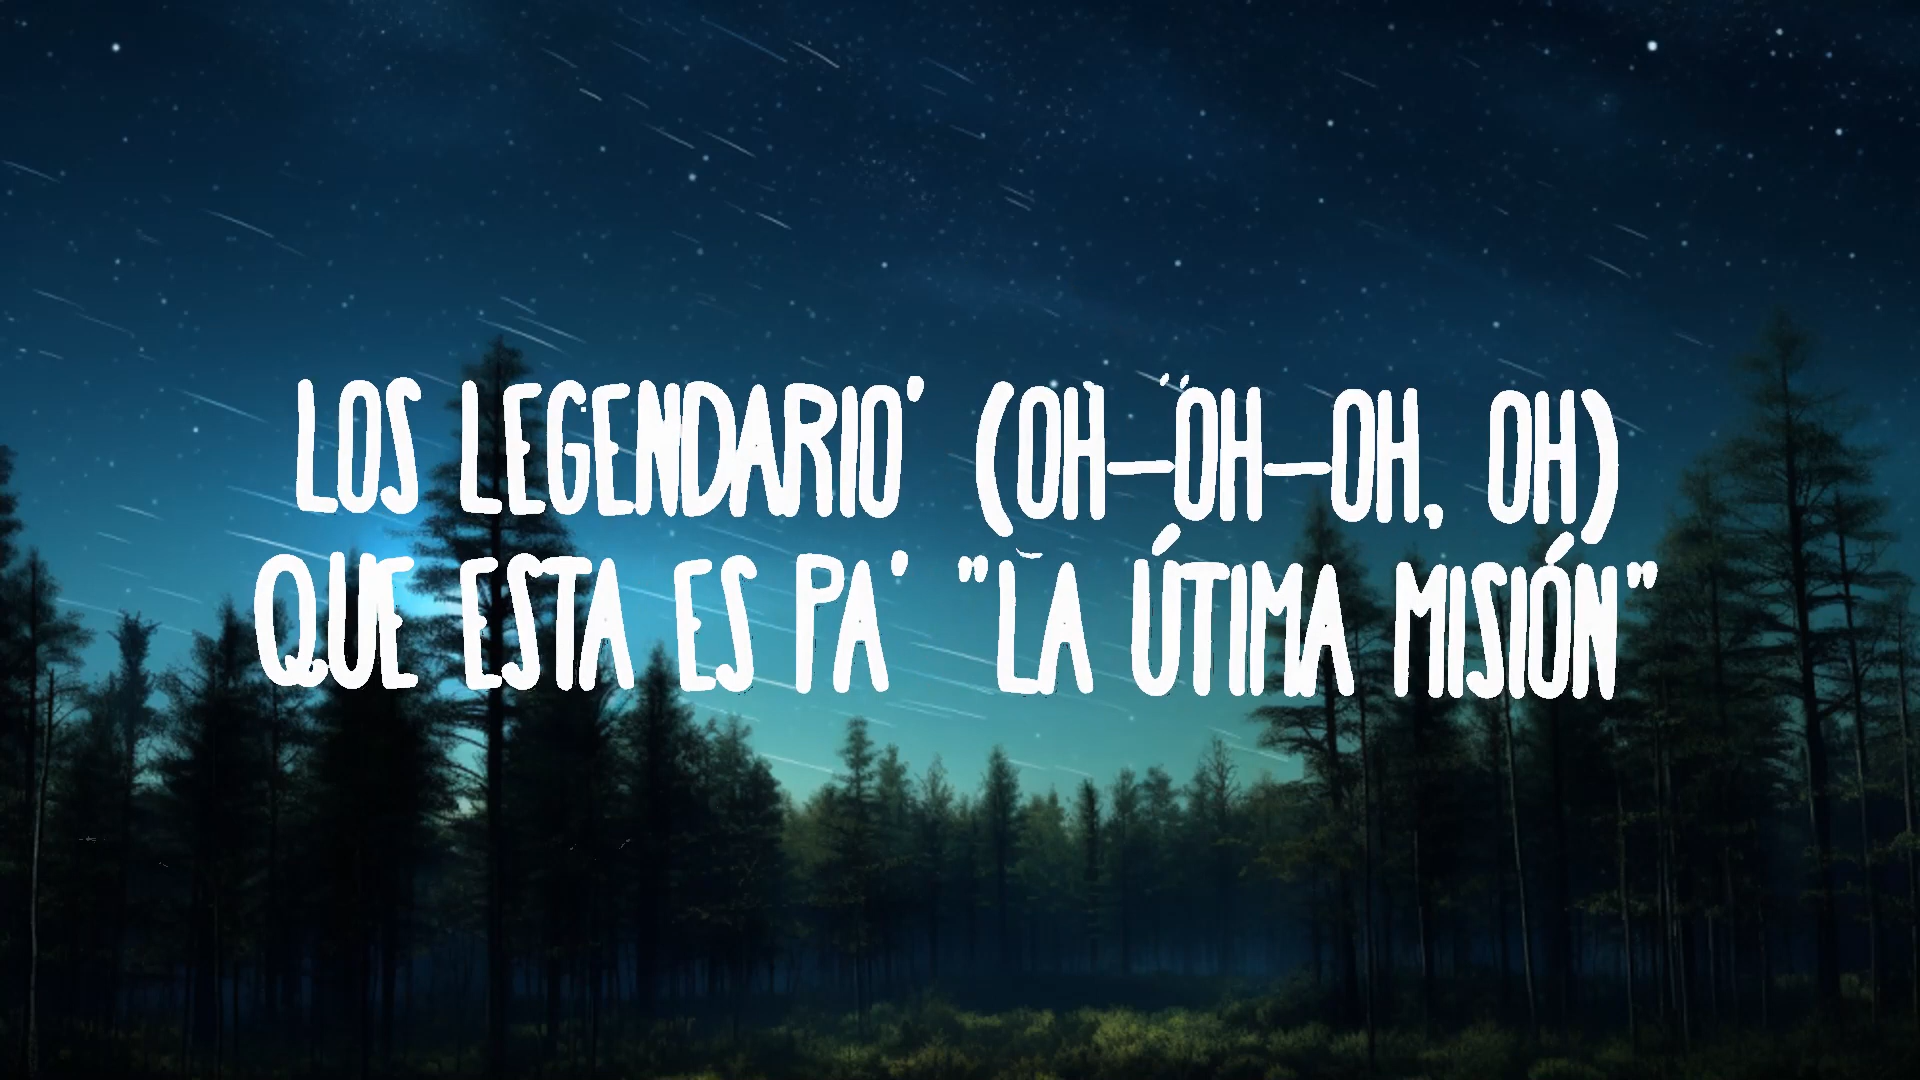 LOS LEGENDARIO' (OH-OH-OH, OH)
QUE ESTA ES PA' "LA ÚTIMA MISIÓN"